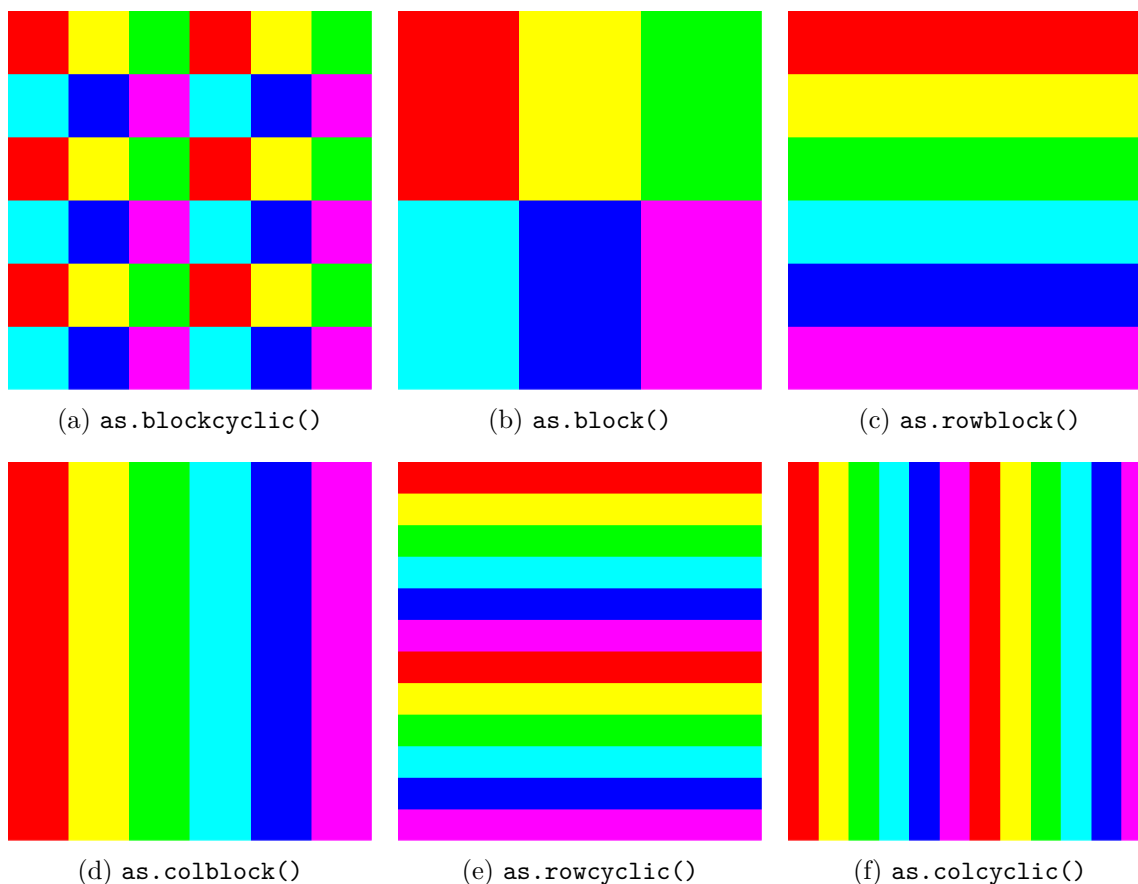 (a) as.blockcyclic()
(b) as.block()
(c) as.rowblock()
(d) as.colblock()
(e) as.rowcyclic()
(f) as.colcyclic()